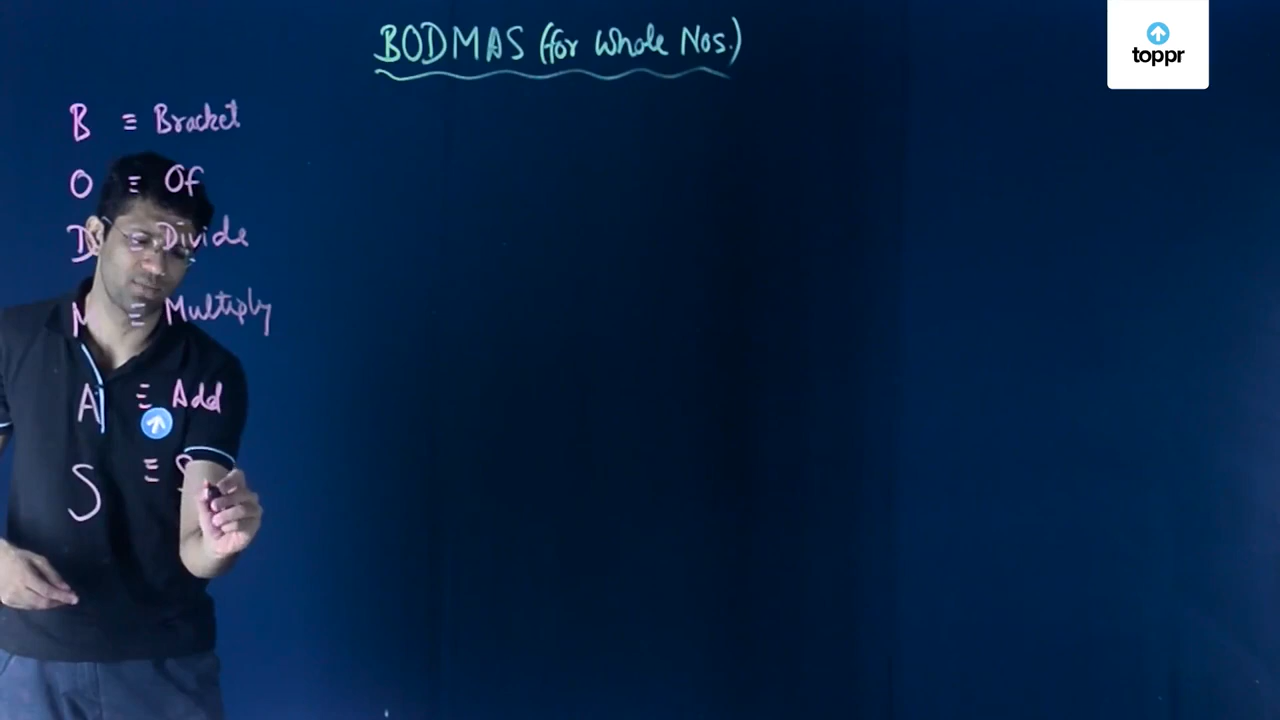 BODMAS (for Whole Nos.)
toppr
B ≡ Bracket
O ≡ Of
D ≡ Divide
M ≡ Multiply
A ≡ Add
S ≡ S